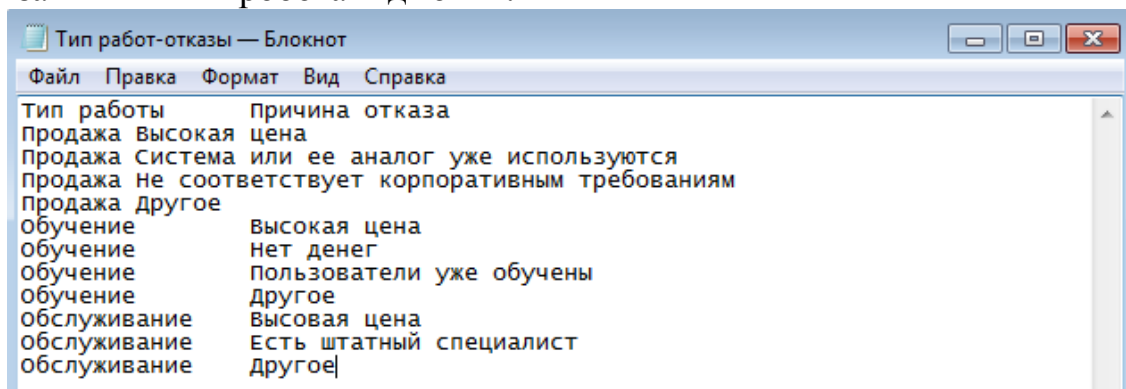 Тип работ-отказы — Блокнот
Файл Правка Формат Вид Справка
Тип работы Причина отказа
Продажа Высокая цена
Продажа Система или ее аналог уже используются
Продажа Не соответствует корпоративным требованиям
Продажа Другое
Обучение Высокая цена
Обучение Нет денег
Обучение Пользователи уже обучены
Обучение Другое
Обслуживание Высовая цена
Обслуживание Есть штатный специалист
Обслуживание Другое